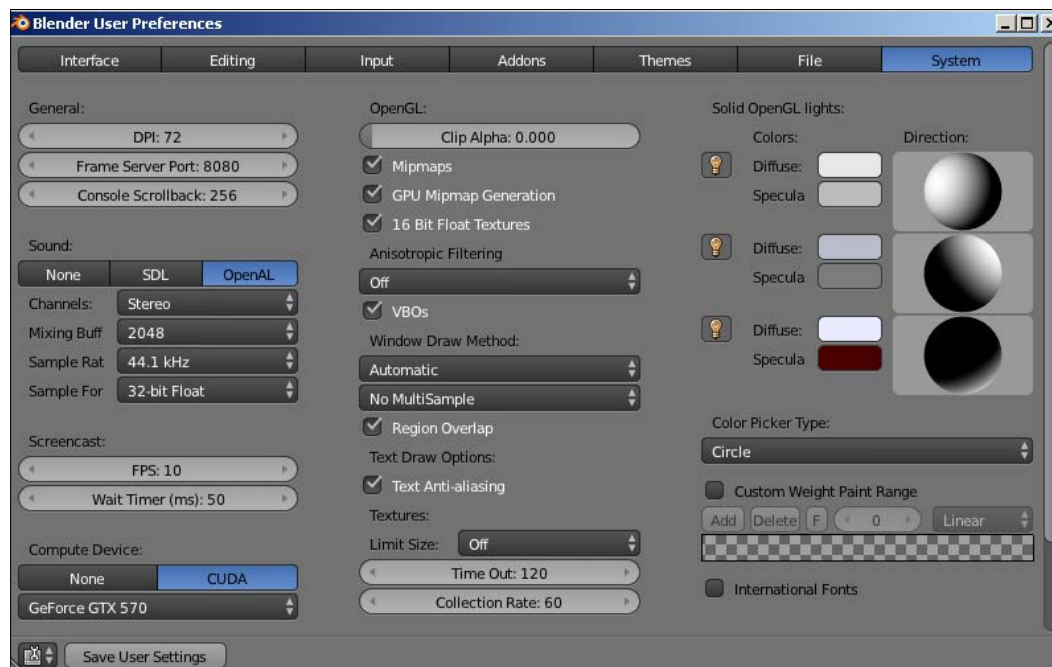 Blender User Preferences
Interface Editing Input Addons Themes File System
General:
DPI: 72
Frame Server Port: 8080
Console Scrollback: 256
Sound:
None SDL OpenAL
Channels: Stereo
Mixing Buff 2048
Sample Rat 44.1 kHz
Sample For 32-bit Float
Screencast:
FPS: 10
Wait Timer (ms): 50
Compute Device:
None CUDA
GeForce GTX 570
OpenGL:
Clip Alpha: 0.000
Mipmaps
GPU Mipmap Generation
16 Bit Float Textures
Anisotropic Filtering
Off
VBOs
Window Draw Method:
Automatic
No MultiSample
Region Overlap
Text Draw Options:
Text Anti-aliasing
Textures:
Limit Size: Off
Time Out: 120
Collection Rate: 60
Solid OpenGL lights:
Colors: Direction:
Diffuse:
Specula
Diffuse:
Specula
Diffuse:
Specula
Color Picker Type:
Circle
Custom Weight Paint Range
Add Delete F 0 Linear
International Fonts
Save User Settings